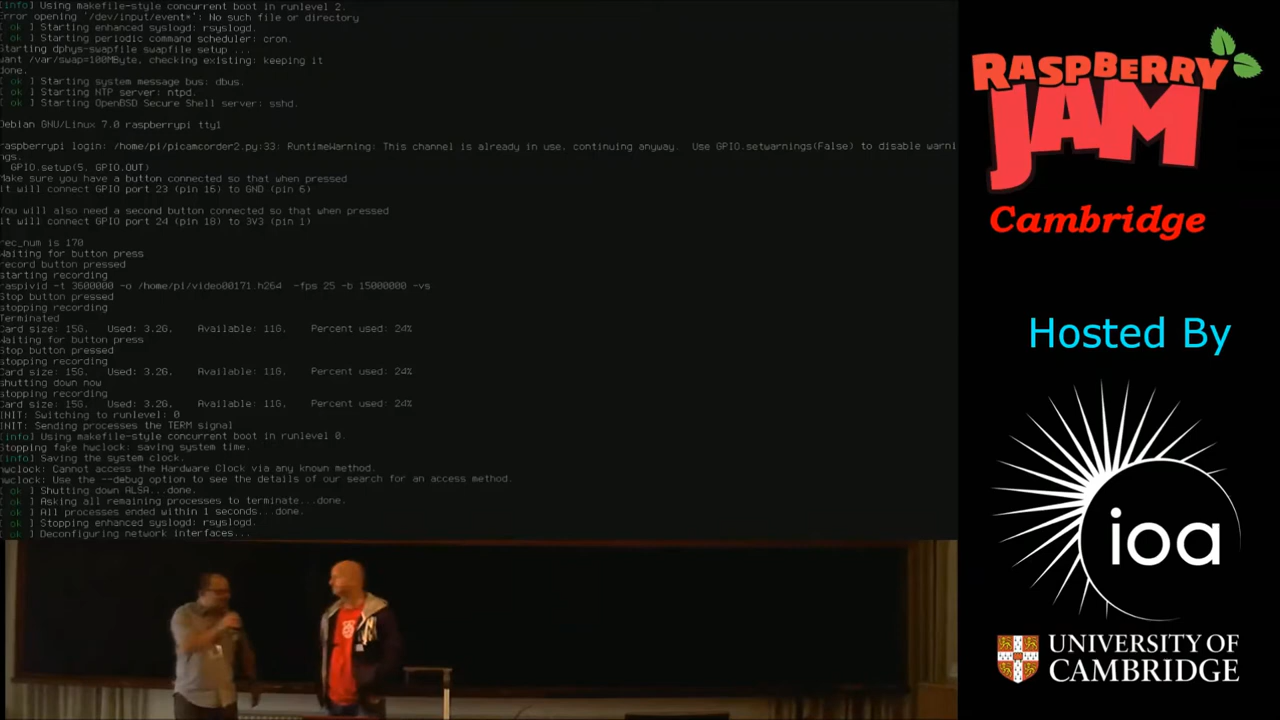 [info] Using makefile-style concurrent boot in runlevel 2.
Error opening '/dev/input/event*': No such file or directory
[ ok ] Starting enhanced syslogd: rsyslogd.
[ ok ] Starting periodic command scheduler: cron.
Starting dphys-swapfile swapfile setup ...
want /var/swap=100MByte, checking existing: keeping it
done.
[ ok ] Starting system message bus: dbus.
[ ok ] Starting NTP server: ntpd.
[ ok ] Starting OpenBSD Secure Shell server: sshd.
Debian GNU/Linux 7.0 raspberrypi tty1
raspberrypi login: /home/pi/picamcorder2.py:33: RuntimeWarning: This channel is already in use, continuing anyway.  Use GPIO.setwarnings(False) to disable warni
ngs.
GPIO.setup(5, GPIO.OUT)
Make sure you have a button connected so that when pressed
it will connect GPIO port 23 (pin 16) to GND (pin 6)
You will also need a second button connected so that when pressed
it will connect GPIO port 24 (pin 18) to 3V3 (pin 1)
rec_num is 170
Waiting for button press
record button pressed
starting recording
raspivid -t 3600000 -o /home/pi/video00171.h264  -fps 25 -b 15000000 -vs
Stop button pressed
stopping recording
Terminated
Card size: 15G,   Used: 3.2G,    Available: 11G,    Percent used: 24%
Waiting for button press
Stop button pressed
stopping recording
Card size: 15G,   Used: 3.2G,    Available: 11G,    Percent used: 24%
shutting down now
stopping recording
Card size: 15G,   Used: 3.2G,    Available: 11G,    Percent used: 24%
INIT: Switching to runlevel: 0
INIT: Sending processes the TERM signal
[info] Using makefile-style concurrent boot in runlevel 0.
Stopping fake hwclock: saving system time.
[info] Saving the system clock.
hwclock: Cannot access the Hardware Clock via any known method.
hwclock: Use the --debug option to see the details of our search for an access method.
[ ok ] Shutting down ALSA...done.
[ ok ] Asking all remaining processes to terminate...done.
[ ok ] All processes ended within 1 seconds...done.
[ ok ] Stopping enhanced syslogd: rsyslogd.
[ ok ] Deconfiguring network interfaces...
RASPBERRY
JAM
Cambridge
Hosted By
ioa
UNIVERSITY OF
CAMBRIDGE